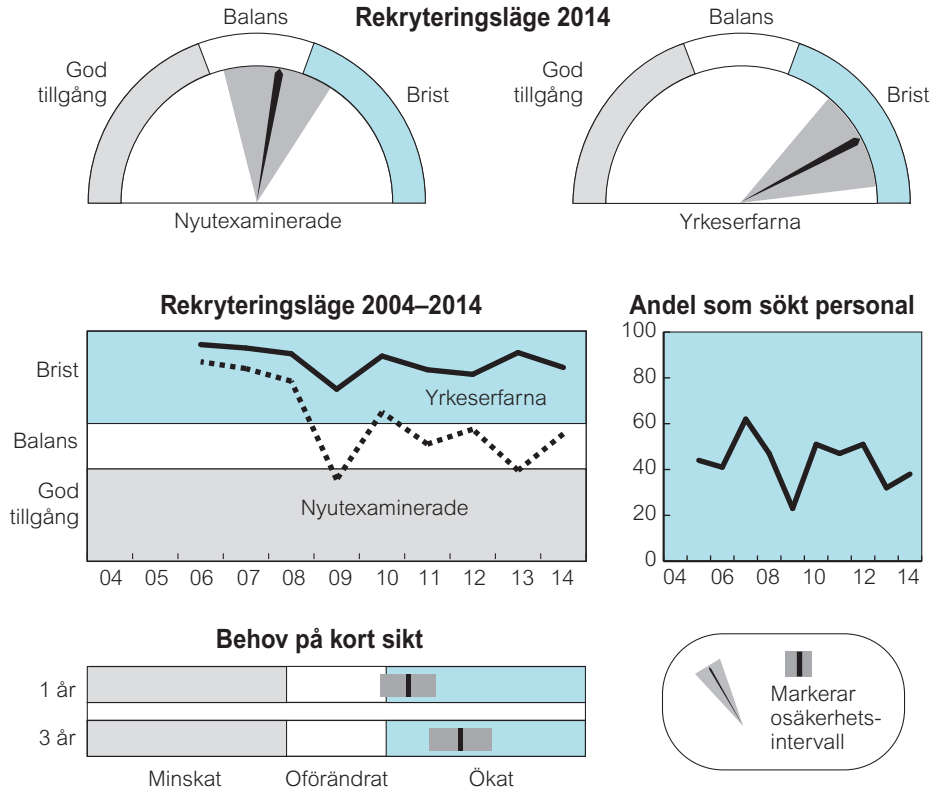 Rekryteringsläge 2014
Balans
God
tillgång
Brist
Nyutexaminerade
Balans
God
tillgång
Brist
Yrkeserfarna
Rekryteringsläge 2004–2014
Brist
Balans
God
tillgång
Yrkeserfarna
Nyutexaminerade
04 05 06 07 08 09 10 11 12 13 14
Andel som sökt personal
100
80
60
40
20
0
04 06 08 10 12 14
Behov på kort sikt
1 år
3 år
Minskat Oförändrat Ökat
Markerar
osäkerhets-
intervall